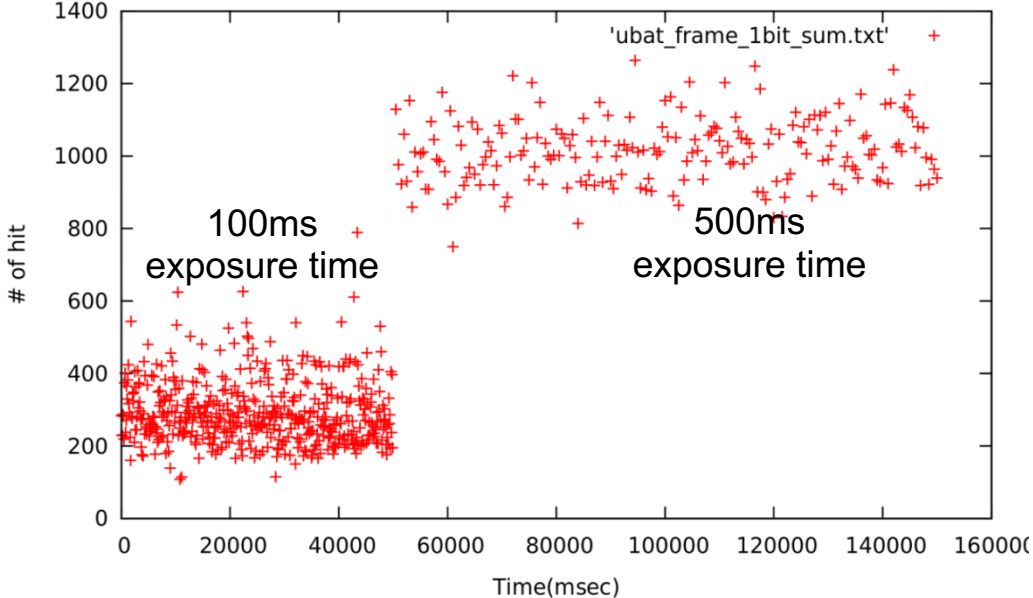 1400
'ubat_frame_1bit_sum.txt'
1200
1000
800
600
400
200
0
# of hit
100ms
exposure time
500ms
exposure time
0 20000 40000 60000 80000 100000 120000 140000 160000
Time(msec)